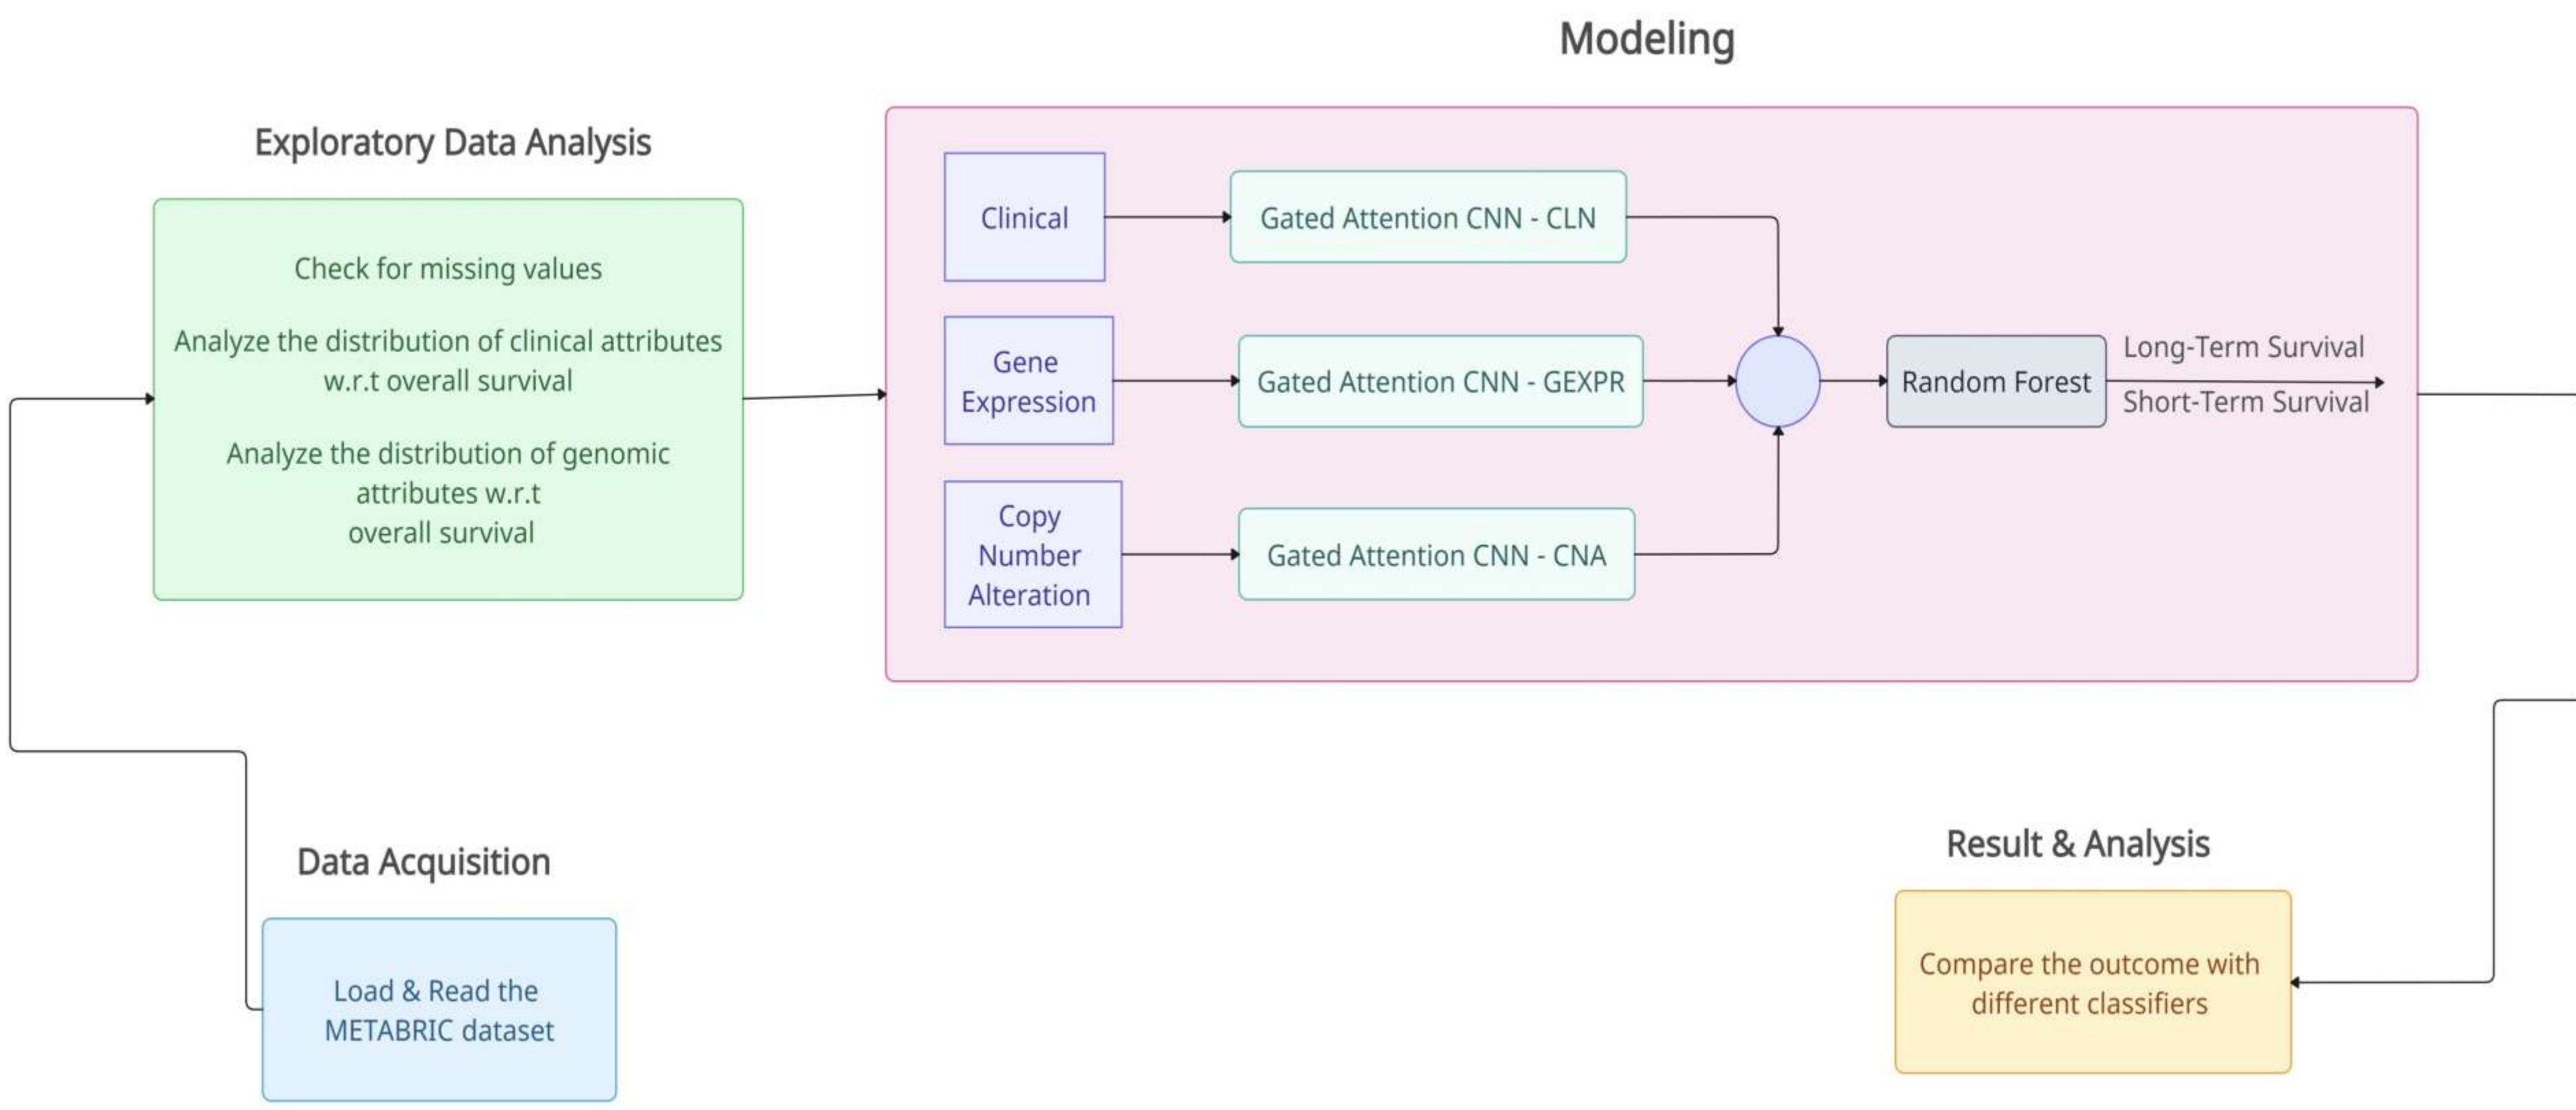 Modeling
Exploratory Data Analysis
Check for missing values
Analyze the distribution of clinical attributes
w.r.t overall survival
Analyze the distribution of genomic
attributes w.r.t
overall survival
Clinical
Gated Attention CNN - CLN
Gene
Expression
Gated Attention CNN - GEXPR
Copy
Number
Alteration
Gated Attention CNN - CNA
Random Forest
Long-Term Survival
Short-Term Survival
Data Acquisition
Load & Read the
METABRIC dataset
Result & Analysis
Compare the outcome with
different classifiers